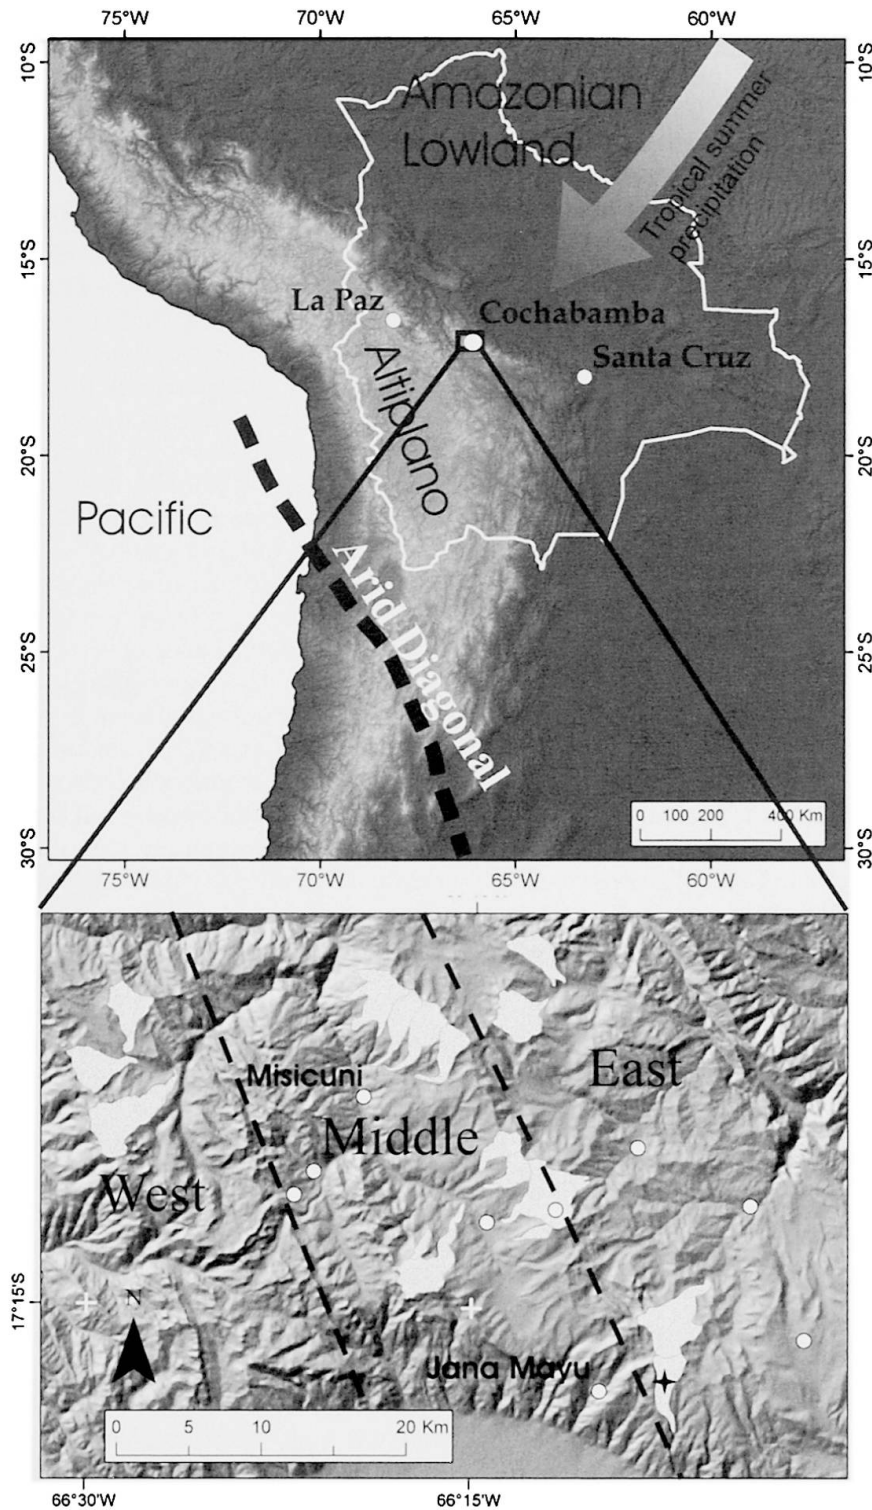 75°W 70°W 65°W 60°W
10°S 10°S
Amazonian
Lowland
Tropical summer
precipitation
15°S 15°S
La Paz
Cochabamba
Santa Cruz
Altiplano
20°S 20°S
Pacific
Arid Diagonal
25°S 25°S
0 100 200 400 Km
30°S 30°S
75°W 70°W 65°W 60°W
East
Misicuni
Middle
West
17°15'S
N
Jana Mayu
0 5 10 20 Km
66°30'W 66°15'W